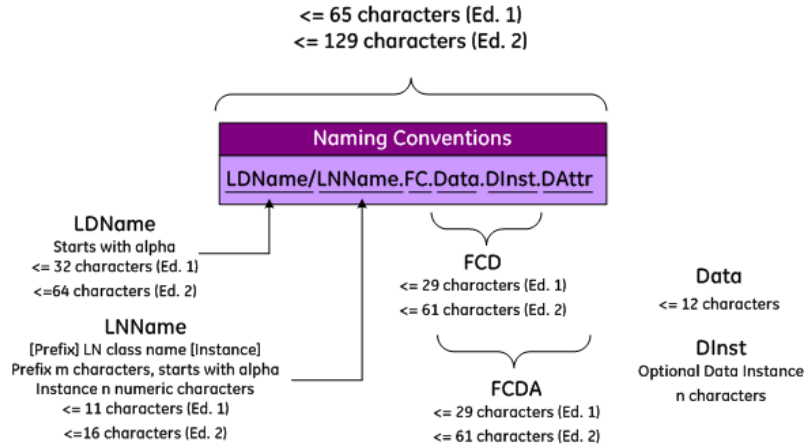 <= 65 characters (Ed. 1)
<= 129 characters (Ed. 2)
Naming Conventions
LDName/LNName.FC.Data.DInst.DAttr
LDName
Starts with alpha
<= 32 characters (Ed. 1)
<=64 characters (Ed. 2)
LNName
[Prefix] LN class name [Instance]
Prefix m characters, starts with alpha
Instance n numeric characters
<= 11 characters (Ed. 1)
<=16 characters (Ed. 2)
FCD
<= 29 characters (Ed. 1)
<= 61 characters (Ed. 2)
FCDA
<= 29 characters (Ed. 1)
<= 61 characters (Ed. 2)
Data
<= 12 characters
DInst
Optional Data Instance
n characters